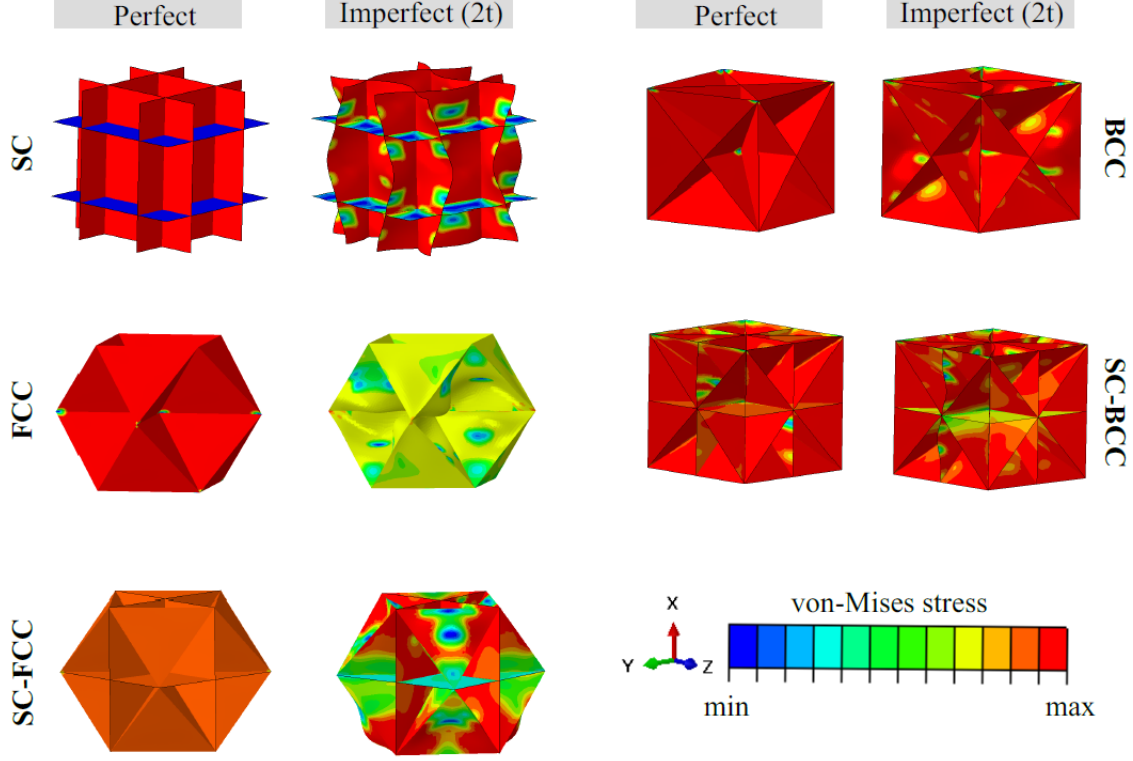 Perfect
Imperfect (2t)
Perfect
Imperfect (2t)
SC
BCC
FCC
SC-BCC
SC-FCC
X
Y
Z
von-Mises stress
min
max